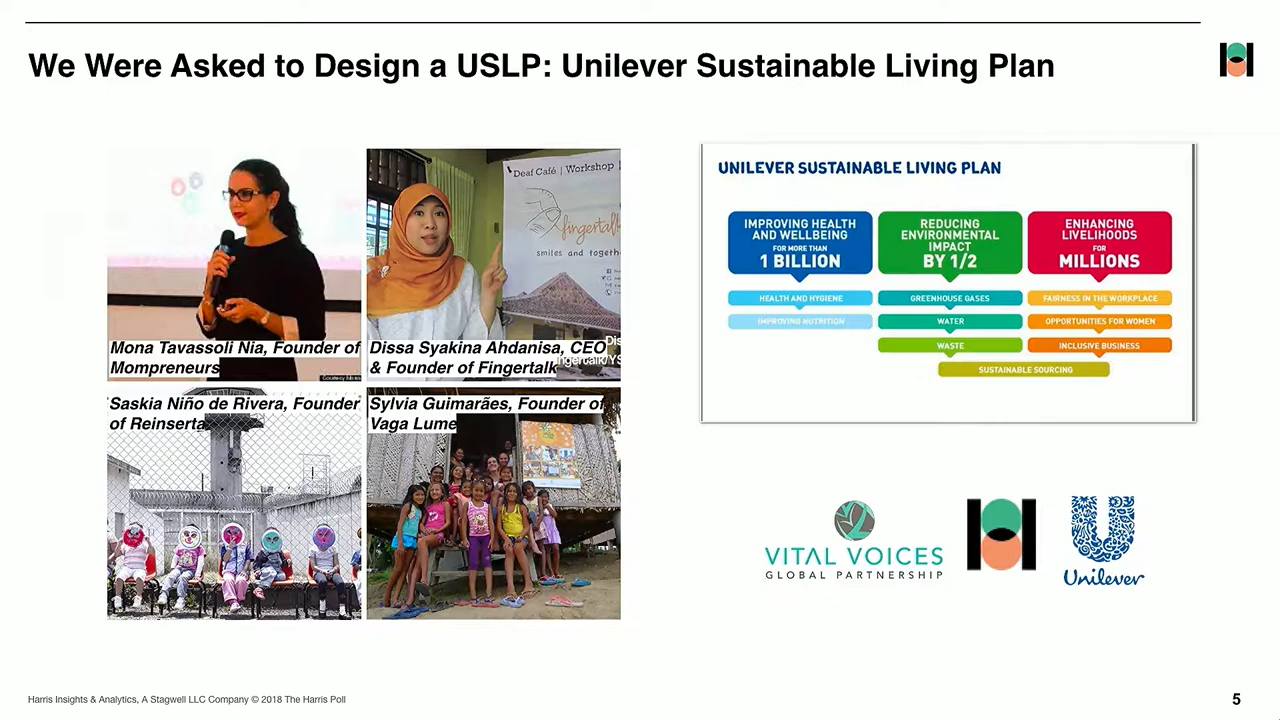 We Were Asked to Design a USLP: Unilever Sustainable Living Plan
Mona Tavassoli Nia, Founder of
Mompreneurs
Deaf Café | Workshop
fingertalk
smiles and togeth
Dissa Syakina Ahdanisa, CEO
& Founder of Fingertalk
Saskia Niño de Rivera, Founder
of Reinserta
Sylvia Guimarães, Founder of
Vaga Lume
UNILEVER SUSTAINABLE LIVING PLAN
IMPROVING HEALTH
AND WELLBEING
FOR MORE THAN
1 BILLION
HEALTH AND HYGIENE
IMPROVING NUTRITION
REDUCING
ENVIRONMENTAL
IMPACT
BY 1/2
GREENHOUSE GASES
WATER
WASTE
ENHANCING
LIVELIHOODS
FOR
MILLIONS
FAIRNESS IN THE WORKPLACE
OPPORTUNITIES FOR WOMEN
INCLUSIVE BUSINESS
SUSTAINABLE SOURCING
VITAL VOICES
GLOBAL PARTNERSHIP
Unilever
Harris Insights & Analytics, A Stagwell LLC Company © 2018 The Harris Poll
5